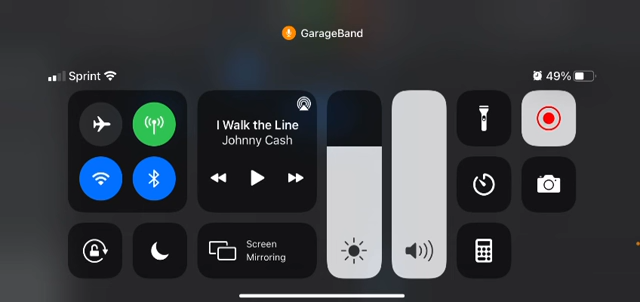 GarageBand
Sprint
49%
I Walk the Line
Johnny Cash
Screen
Mirroring